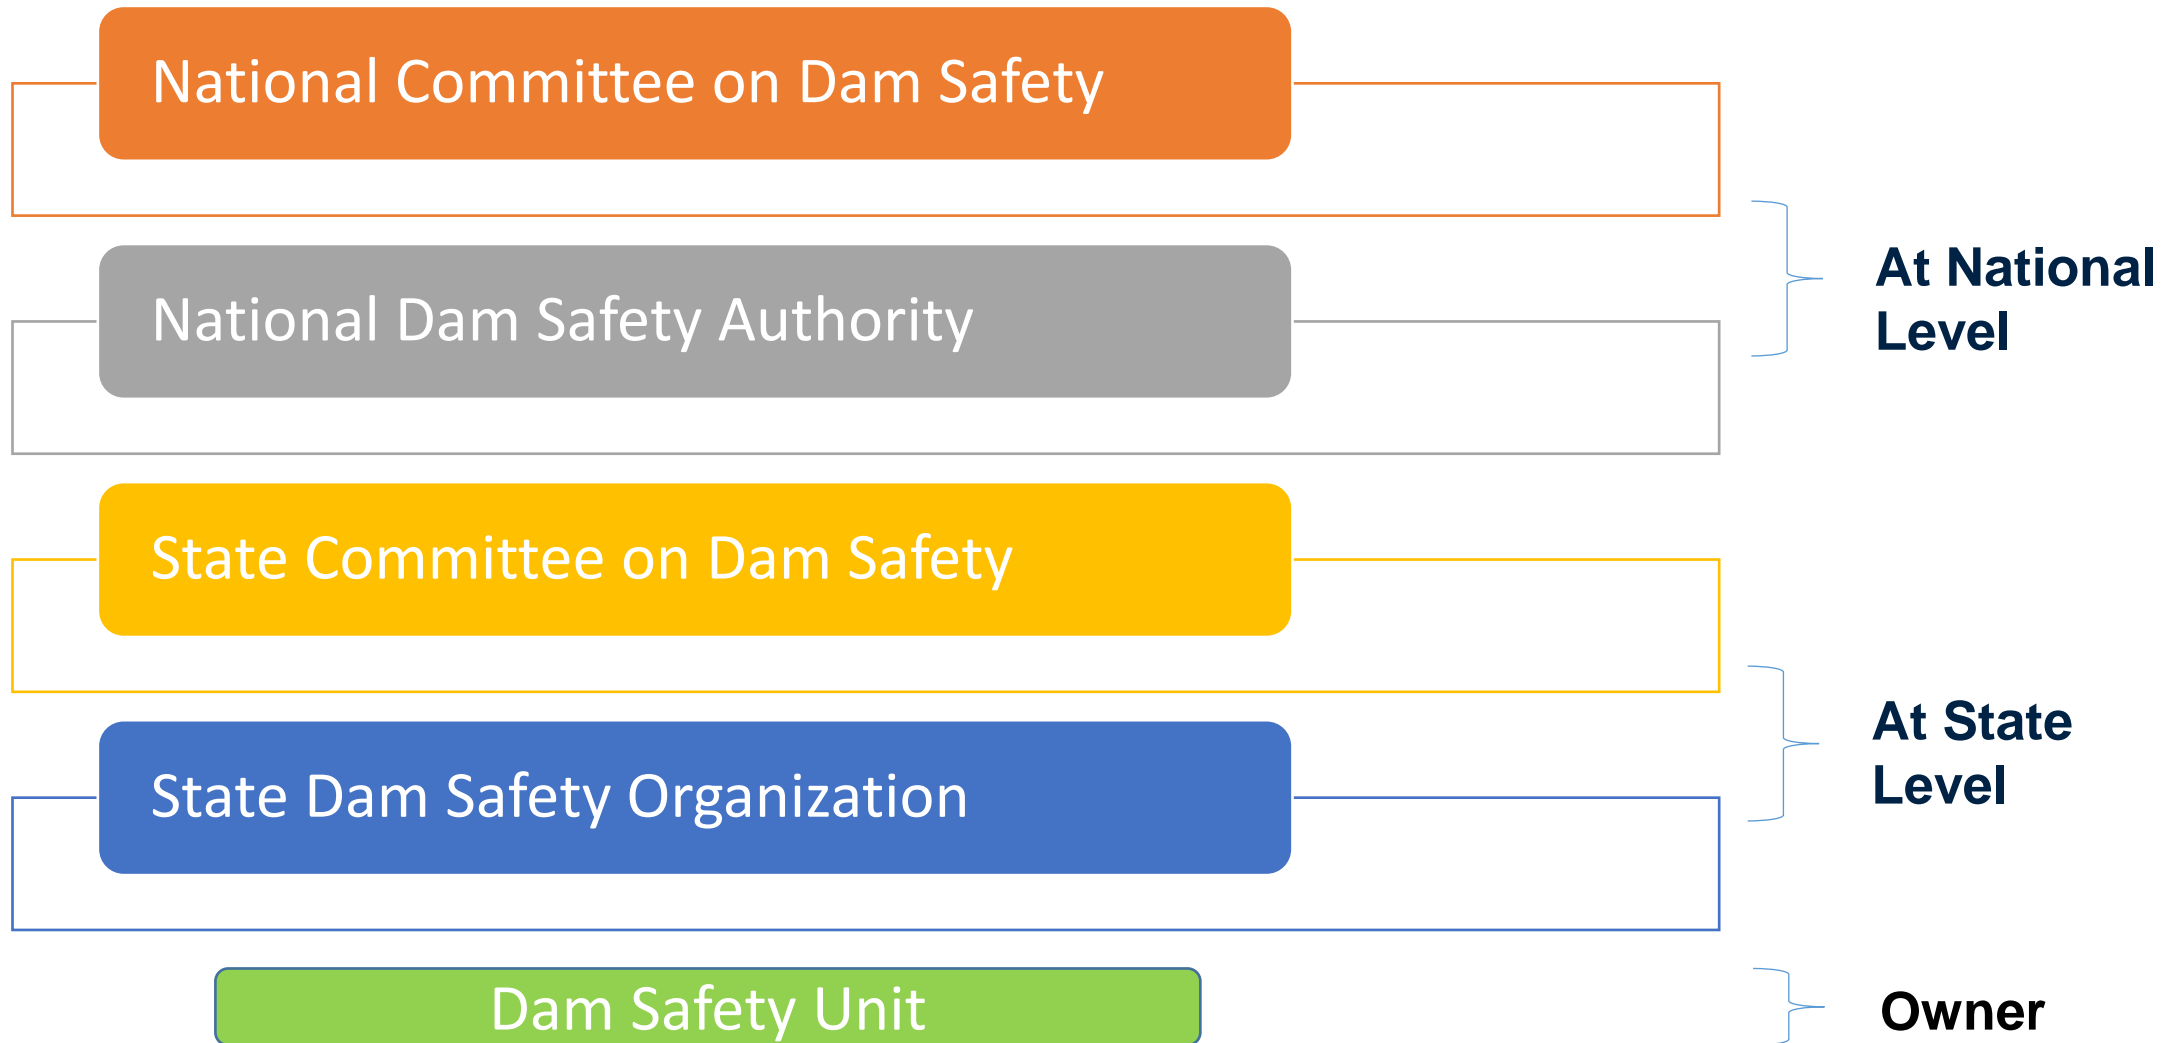 National Committee on Dam Safety
National Dam Safety Authority
At National
Level
State Committee on Dam Safety
State Dam Safety Organization
At State
Level
Dam Safety Unit
Owner